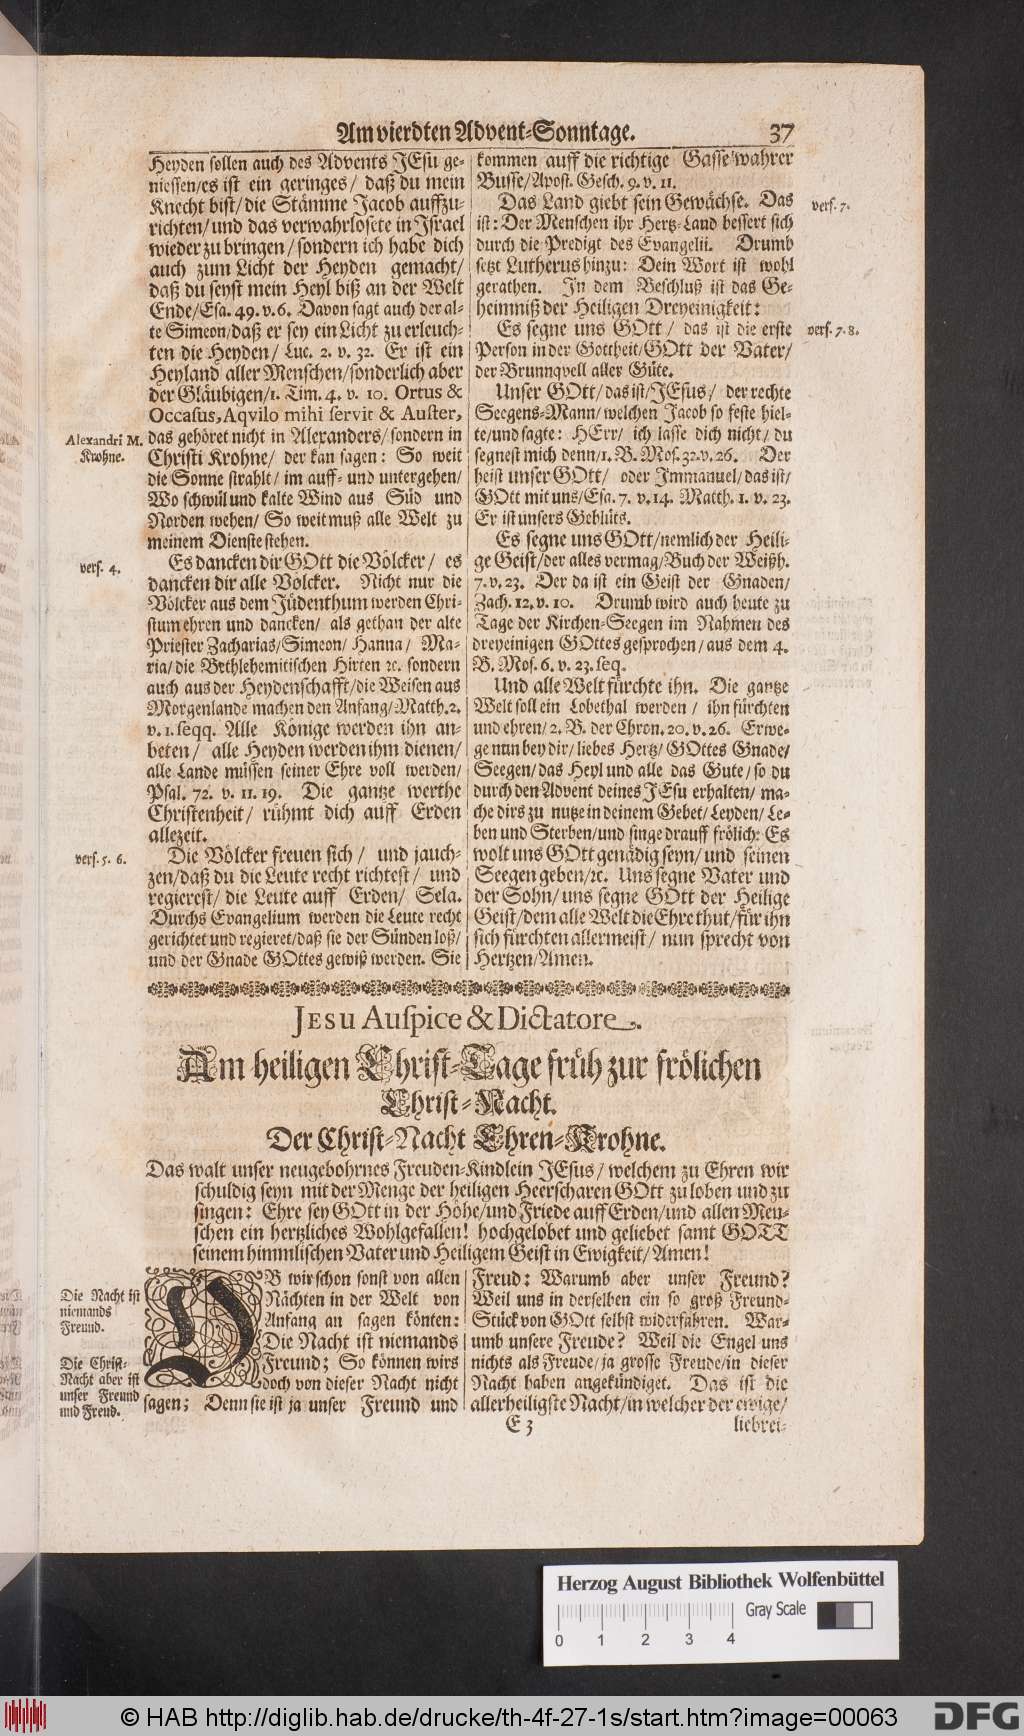 Am vierdten Advent-Sonntage. 37
Heyden sollen auch des Advents JEsu ge-
niessen/es ist ein geringes/ daß du mein
Knecht bist/die Stämme Jacob auffzu-
richten/und das verwahrlosete in Israel
wieder zu bringen/sondern ich habe dich
auch zum Licht der Heyden gemacht/
daß du seyst mein Heyl biß an der Welt
Ende/Esa. 49. v. 6. Davon sagt auch der al-
te Simeon/daß er sey ein Licht zu erleuch-
ten die Heyden/ Luc. 2. v. 32. Er ist ein
Heyland aller Menschen/sonderlich aber
der Gläubigen/1. Tim. 4. v. 10. Ortus &
Occasus, Aqvilo mihi servit & Auster,
Alexandri M.
Krohne.
das gehöret nicht in Alexanders/sondern in
Christi Krohne/ der kan sagen: So weit
die Sonne strahlt/ im auff- und untergehen/
Wo schwül und kalte Wind aus Süd und
Norden wehen/ So weit muß alle Welt zu
meinem Dienste stehen.
vers. 4.
Es dancken dir GOtt die Völcker/ es
dancken dir alle Völcker. Nicht nur die
Völcker aus dem Jüdenthum werden Chri-
stum ehren und dancken/ als gethan der alte
Priester Zacharias/Simeon/ Hanna/ Ma-
ria/die Bethlehemitischen Hirten ꝛc. sondern
auch aus der Heydenschafft/die Weisen aus
Morgenlande machen den Anfang/Matth.2.
v. 1. seqq. Alle Könige werden ihn an-
beten/ alle Heyden werden ihm dienen/
alle Lande müssen seiner Ehre voll werden/
Psal. 72. v. 11. 19. Die gantze werthe
Christenheit/ rühmt dich auff Erden
allezeit.
vers. 5. 6.
Die Völcker freuen sich/ und jauch-
zen/daß du die Leute recht richtest/ und
regierest/ die Leute auff Erden/ Sela.
Durchs Evangelium werden die Leute recht
gerichtet und regieret/daß sie der Sünden loß/
und der Gnade GOttes gewiß werden. Sie
kommen auff die richtige Gasse wahrer
Busse/Apost. Gesch. 9. v. 11.
Das Land giebt sein Gewächse. Das
vers. 7.
ist: Der Menschen ihr Hertz-Land bessert sich
durch die Predigt des Evangelii. Drumb
setzt Lutherus hinzu: Dein Wort ist wohl
gerathen. In dem Beschluß ist das Ge-
heimniß der Heiligen Dreyeinigkeit:
Es segne uns GOtt/ das ist die erste
vers. 7. 8.
Person in der Gottheit/GOtt der Vater/
der Brunnqvell aller Güte.
Unser GOtt/das ist/JEsus/ der rechte
Seegens-Mann/welchen Jacob so feste hiel-
te/und sagte: HErr/ ich lasse dich nicht/ du
segnest mich denn/1. B. Mos. 32. v. 26. Der
heist unser GOtt/ oder Immanuel/das ist/
GOtt mit uns/Esa. 7. v. 14. Matth. 1. v. 23.
Er ist unsers Geblüts.
Es segne uns GOtt/nemlich der Heili-
ge Geist/der alles vermag/Buch der Weißh.
7. v. 23. Der da ist ein Geist der Gnaden/
Zach. 12. v. 10. Drumb wird auch heute zu
Tage der Kirchen-Seegen im Nahmen des
dreyeinigen GOttes gesprochen/aus dem 4.
B. Mos. 6. v. 23. seq.
Und alle Welt fürchte ihn. Die gantze
Welt soll ein Lobethal werden/ ihn fürchten
und ehren/2. B. der Chron. 20. v. 26. Erwe-
ge nun bey dir/liebes Hertz/GOttes Gnade/
Seegen/das Heyl und alle das Gute/so du
durch den Advent deines JEsu erhalten/ ma-
che dirs zu nutze in deinem Gebet/Leyden/Le-
ben und Sterben/und singe drauff frölich: Es
wolt uns GOtt genädig seyn/und seinen
Seegen geben/ꝛc. Uns segne Vater und
der Sohn/uns segne GOtt der Heilige
Geist/dem alle Welt die Ehre thut/für ihn
sich fürchten allermeist/ nun sprecht von
Hertzen/Amen.
JESU Auspice & Dictatore.
Am heiligen Christ-Tage früh zur frölichen
Christ-Nacht.
Der Christ-Nacht Ehren-Krohne.
Das walt unser neugebohrnes Freuden-Kindlein JEsus/ welchem zu Ehren wir
schuldig seyn mit der Menge der heiligen Heerscharen GOtt zu loben und zu
singen: Ehre sey GOtt in der Höhe/und Friede auff Erden/und allen Men-
schen ein hertzliches Wohlgefallen! hochgelobet und geliebet samt GOTT
seinem himmlischen Vater und Heiligem Geist in Ewigkeit/Amen!
Die Nacht ist
niemands
Freund.
Die Christ-
Nacht aber ist
unser Freund
und Freud.
OB wir schon sonst von allen
Nächten in der Welt von
Anfang an sagen könten:
Die Nacht ist niemands
Freund; So können wirs
doch von dieser Nacht nicht
sagen; Denn sie ist ja unser Freund und
Freud: Warumb aber unser Freund?
Weil uns in derselben ein so groß Freund-
Stück von GOtt selbst widerfahren. War-
umb unsere Freude? Weil die Engel uns
nichts als Freude/ja grosse Freude/in dieser
Nacht haben angekündiget. Das ist die
allerheiligste Nacht/in welcher der ewige/
E 3 liebrei-
Herzog August Bibliothek Wolfenbüttel
Gray Scale
0 1 2 3 4
© HAB http://diglib.hab.de/drucke/th-4f-27-1s/start.htm?image=00063
DFG